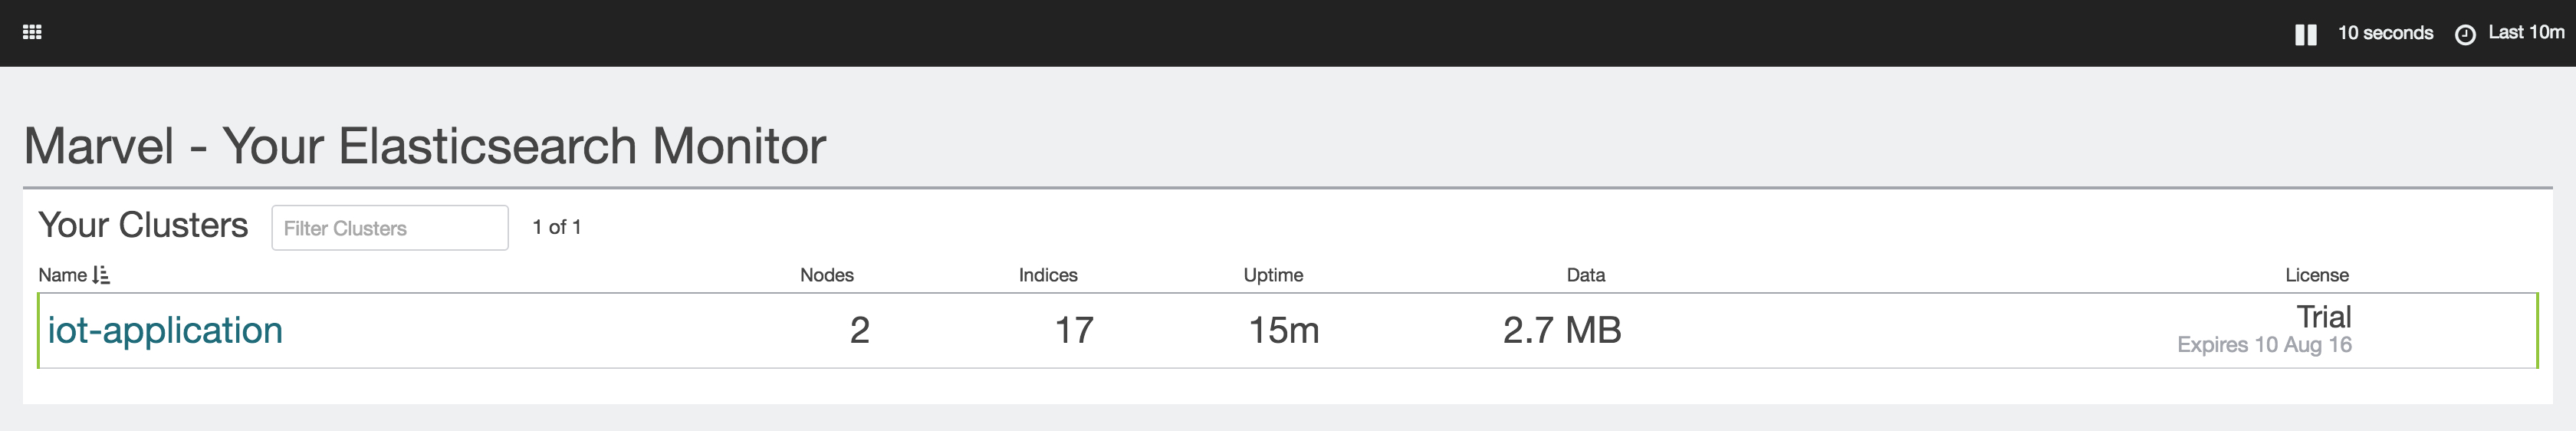 10 seconds Last 10m
Marvel - Your Elasticsearch Monitor
Your Clusters Filter Clusters 1 of 1
Name Nodes Indices Uptime Data License
iot-application 2 17 15m 2.7 MB Trial
Expires 10 Aug 16